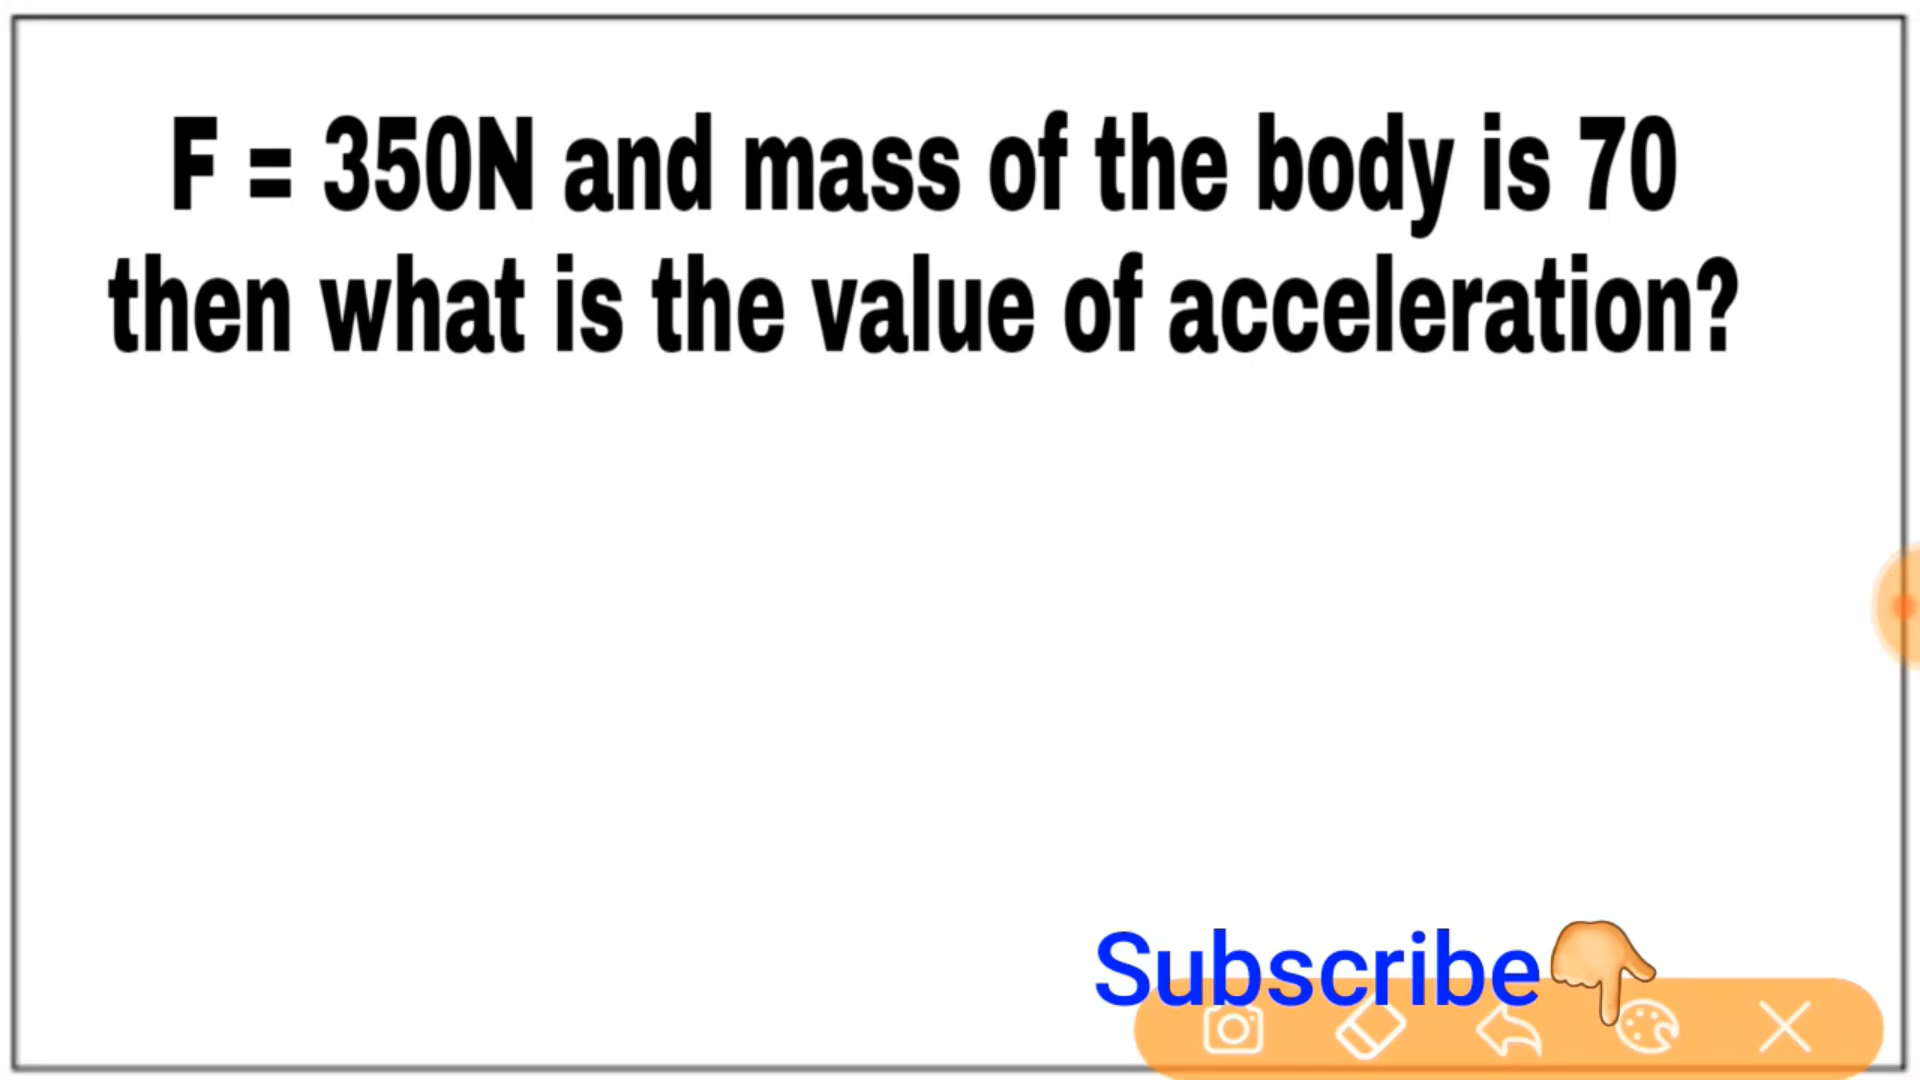 F = 350N and mass of the body is 70
then what is the value of acceleration?
Subscribe